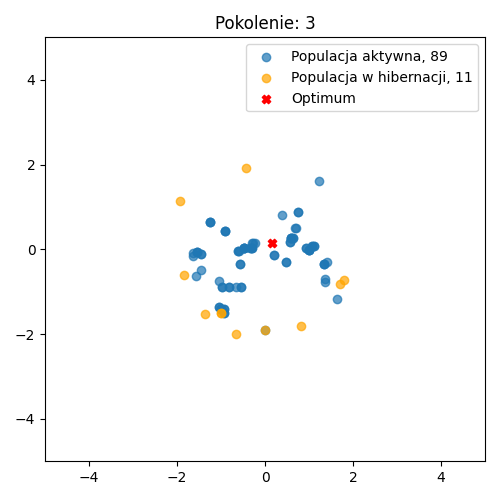 Pokolenie: 3
Populacja aktywna, 89
Populacja w hibernacji, 11
Optimum
4
2
0
−2
−4
−4 −2 0 2 4